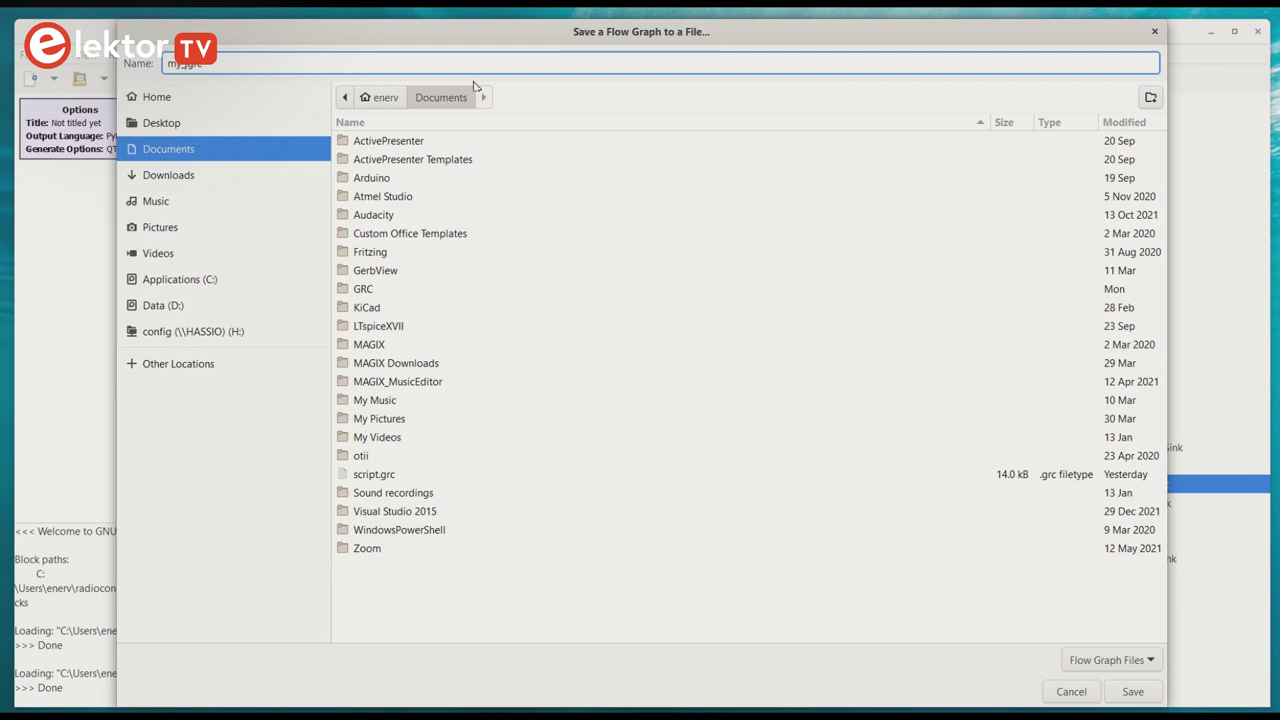 Save a Flow Graph to a File...
elektor TV
Name:
Home
enerv
Documents
Desktop
Name
Size
Type
Modified
Options
Title: Not titled yet
Output Language:
Generate Options: QT
Documents
Downloads
Music
Pictures
Videos
Applications (C:)
Data (D:)
config (\\HASSIO) (H:)
Other Locations
ActivePresenter 20 Sep
ActivePresenter Templates 20 Sep
Arduino 19 Sep
Atmel Studio 5 Nov 2020
Audacity 13 Oct 2021
Custom Office Templates 2 Mar 2020
Fritzing 31 Aug 2020
GerbView 11 Mar
GRC Mon
KiCad 28 Feb
LTspiceXVII 23 Sep
MAGIX 2 Mar 2020
MAGIX Downloads 29 Mar
MAGIX_MusicEditor 12 Apr 2021
My Music 10 Mar
My Pictures 30 Mar
My Videos 13 Jan
otii 23 Apr 2020
script.grc 14.0 kB .grc filetype Yesterday
Sound recordings 13 Jan
Visual Studio 2015 29 Dec 2021
WindowsPowerShell 9 Mar 2020
Zoom 12 May 2021
<<< Welcome to GNU
Block paths:
C:
\Users\enerv\radiocon
cks
Loading: "C:\Users\ene
>>> Done
Loading: "C:\Users\ene
>>> Done
Flow Graph Files
Cancel
Save